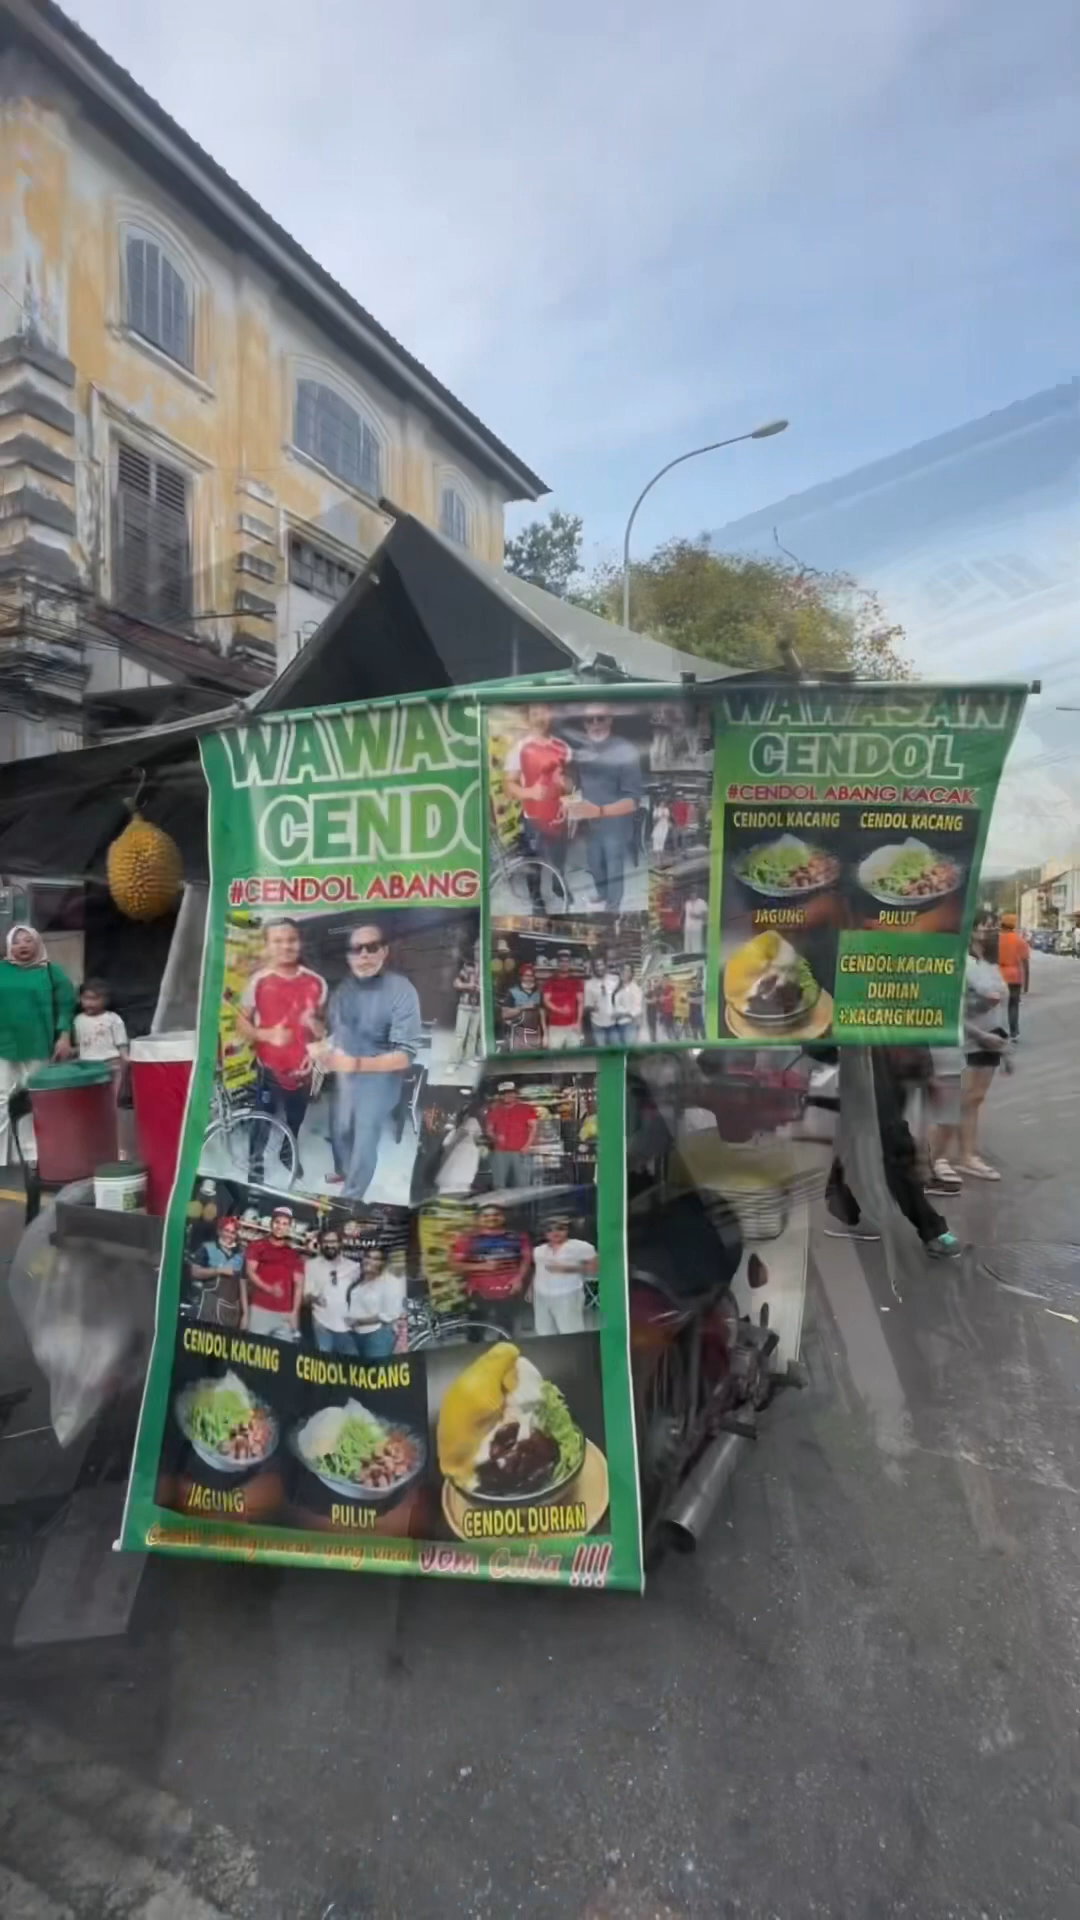 WAWAS
CENDO
#CENDOL ABANG
CENDOL KACANG
JAGUNG
CENDOL KACANG
PULUT
CENDOL DURIAN
Jom Cuba !!!
WAWASAN
CENDOL
#CENDOL ABANG KACAK
CENDOL KACANG
JAGUNG
CENDOL KACANG
PULUT
CENDOL KACANG
DURIAN
+ KACANG KUDA